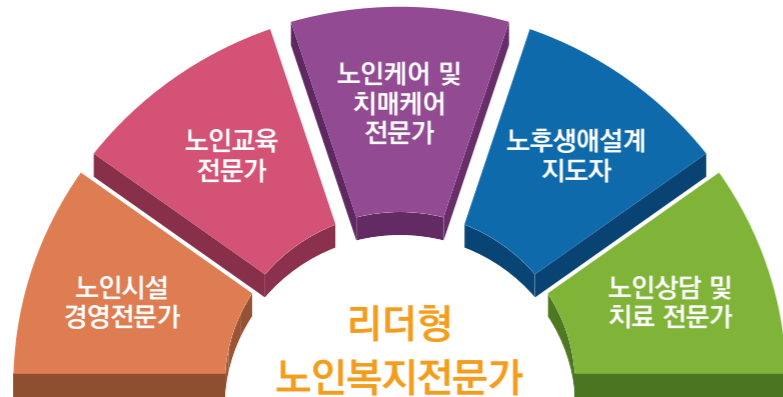 노인시설
경영전문가
노인교육
전문가
노인케어 및
치매케어
전문가
노후생애설계
지도자
노인상담 및
치료 전문가
리더형
노인복지전문가